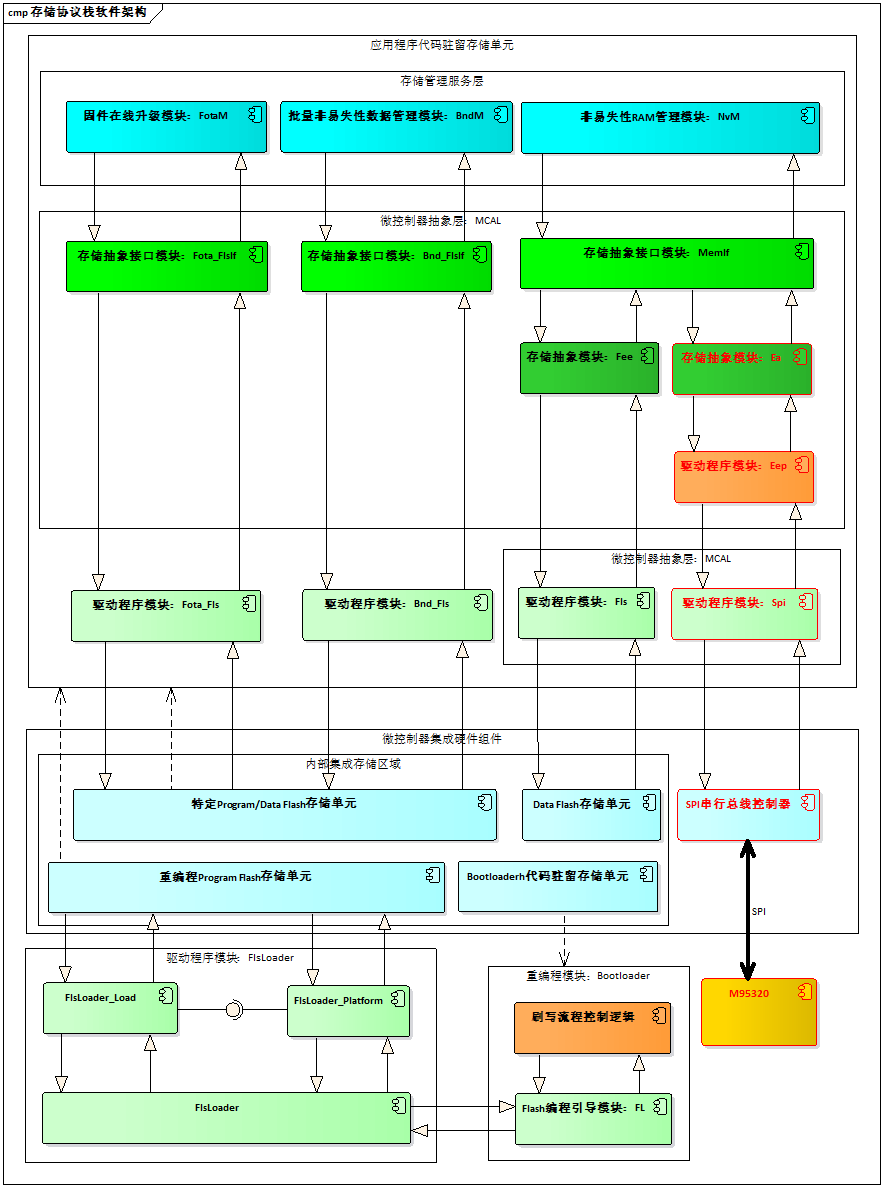 cmp 存储协议栈软件架构
应用程序代码驻留存储单元
存储管理服务层
固件在线升级模块：FotaM
批量非易失性数据管理模块：BndM
非易失性RAM管理模块：NvM
微控制器抽象层：MCAL
存储抽象接口模块：Fota_FlsIf
存储抽象接口模块：Bnd_FlsIf
存储抽象接口模块：MemIf
存储抽象模块：Fee
存储抽象模块：Ea
驱动程序模块：Eep
微控制器抽象层：MCAL
驱动程序模块：Fota_Fls
驱动程序模块：Bnd_Fls
驱动程序模块：Fls
驱动程序模块：Spi
微控制器集成硬件组件
内部集成存储区域
特定Program/Data Flash存储单元
Data Flash存储单元
SPI串行总线控制器
重编程Program Flash存储单元
Bootloaderh代码驻留存储单元
SPI
驱动程序模块：FlsLoader
重编程模块：Bootloader
FlsLoader_Load
FlsLoader_Platform
M95320
刷写流程控制逻辑
FlsLoader
Flash编程引导模块：FL